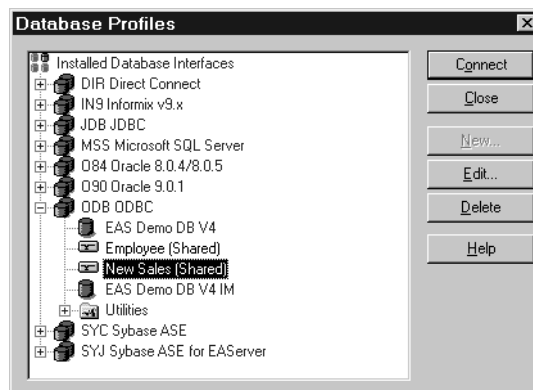 Database Profiles
Installed Database Interfaces
DIR Direct Connect
IN9 Informix v9.x
JDB JDBC
MSS Microsoft SQL Server
O84 Oracle 8.0.4/8.0.5
O90 Oracle 9.0.1
ODB ODBC
EAS Demo DB V4
Employee (Shared)
New Sales (Shared)
EAS Demo DB V4 IM
Utilities
SYC Sybase ASE
SYJ Sybase ASE for EAServer
Connect
Close
New...
Edit...
Delete
Help